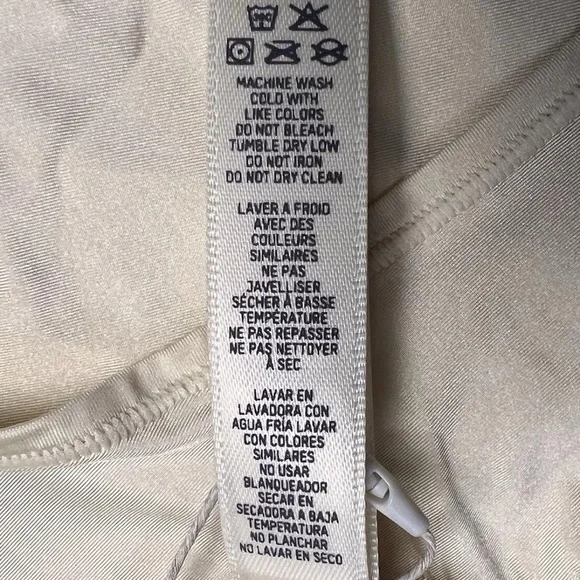 MACHINE WASH
COLD WITH
LIKE COLORS
DO NOT BLEACH
TUMBLE DRY LOW
DO NOT IRON
DO NOT DRY CLEAN
LAVER A FROID
AVEC DES
COULEURS
SIMILAIRES
NE PAS
JAVELLISER
SÉCHER À BASSE
TEMPÉRATURE
NE PAS REPASSER
NE PAS NETTOYER
À SEC
LAVAR EN
LAVADORA CON
AGUA FRÍA LAVAR
CON COLORES
SIMILARES
NO USAR
BLANQUEADOR
SECAR EN
SECADORA A BAJA
TEMPERATURA
NO PLANCHAR
NO LAVAR EN SECO